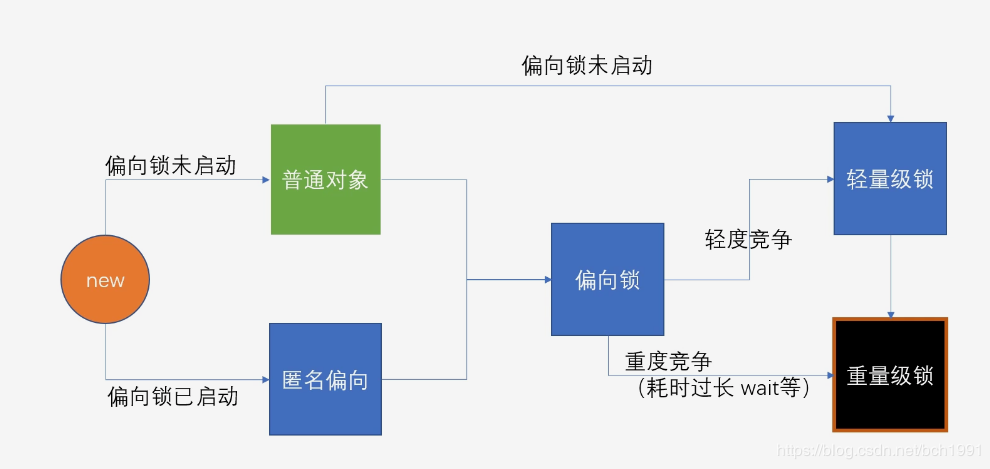 偏向锁未启动
偏向锁未启动
普通对象
轻量级锁
轻度竞争
new
偏向锁
匿名偏向
重度竞争
（耗时过长 wait等）
重量级锁
偏向锁已启动
https://blog.csdn.net/bch1991